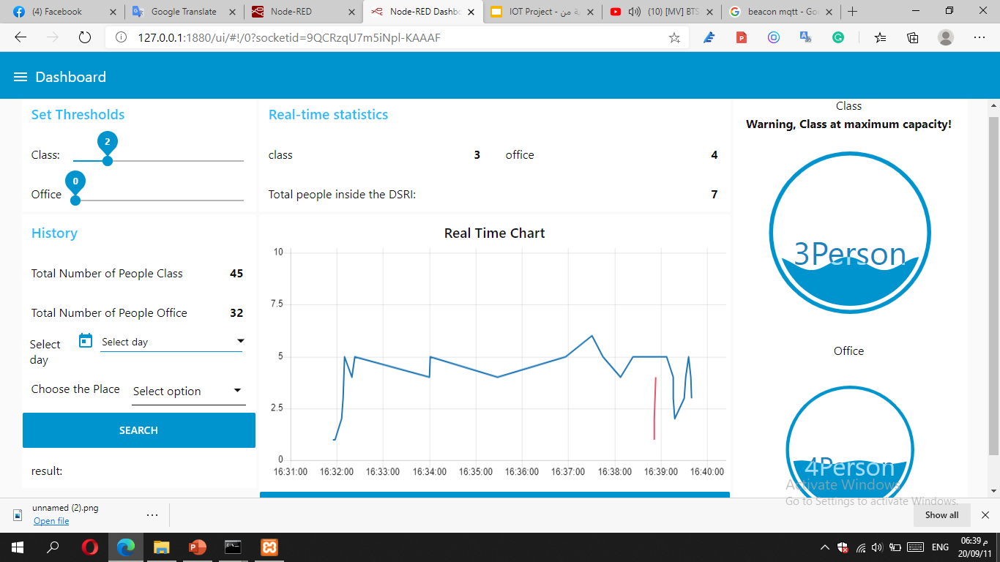 (4) Facebook
Google Translate
Node-RED
Node-RED Dashbo
IOT Project - ة من
(10) [MV] BTS
beacon mqtt - Go
127.0.0.1:1880/ui/#!/0?socketid=9QCRzqU7m5iNpl-KAAAF
Dashboard
Set Thresholds
Class: 2
Office 0
History
Total Number of People Class 45
Total Number of People Office 32
Select day
Select day
Choose the Place Select option
SEARCH
result:
Real-time statistics
class 3 office 4
Total people inside the DSRI: 7
Real Time Chart
10
7.5
5
2.5
0
16:31:00 16:32:00 16:33:00 16:34:00 16:35:00 16:36:00 16:37:00 16:38:00 16:39:00 16:40:00
Class
Warning, Class at maximum capacity!
3Person
Office
4Person
Activate Windows
Go to Settings to activate Windows.
unnamed (2).png
Open file
Show all
ENG
06:39 م
20/09/11